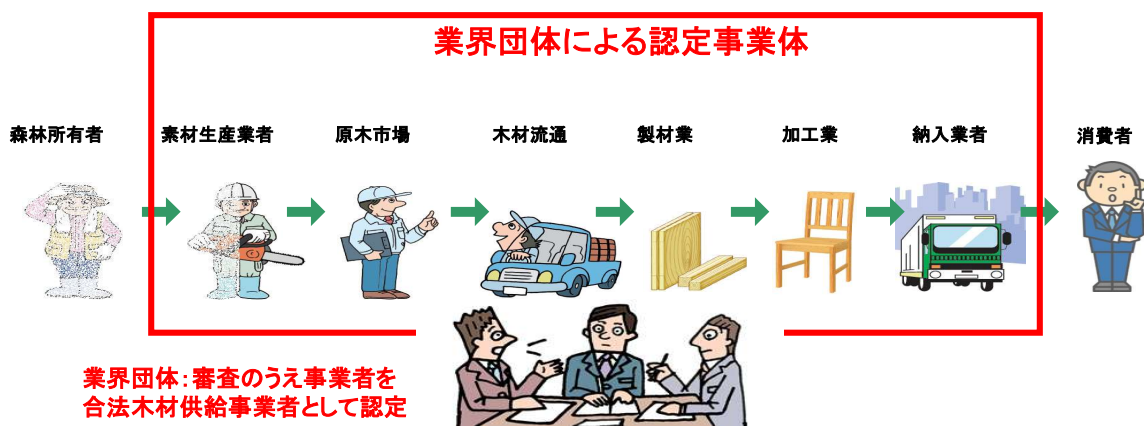 業界団体による認定事業体
森林所有者
素材生産業者
原木市場
木材流通
製材業
加工業
納入業者
消費者
業界団体:審査のうえ事業者を
合法木材供給事業者として認定